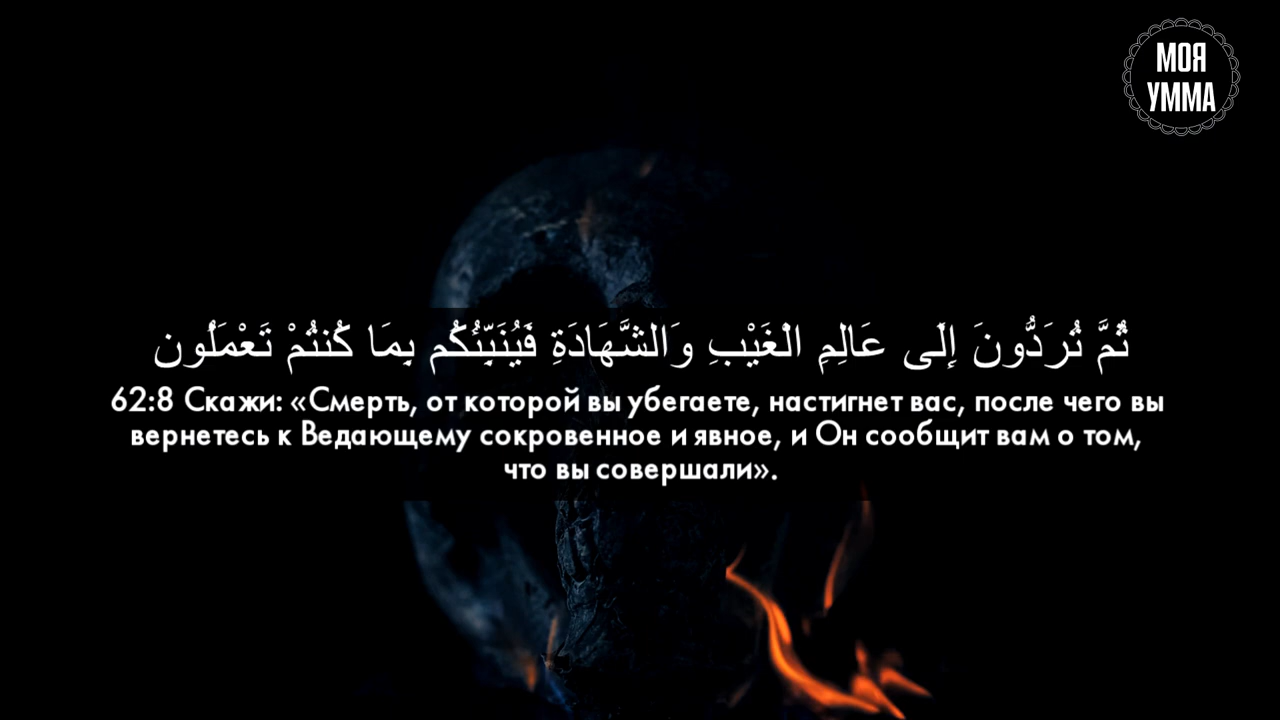 МОЯ
УММА
ثُمَّ تُرَدُّونَ إِلَى عَالِمِ الْغَيْبِ وَالشَّهَادَةِ فَيُنَبِّئُكُم بِمَا كُنتُمْ تَعْمَلُون
62:8 Скажи: «Смерть, от которой вы убегаете, настигнет вас, после чего вы
вернетесь к Ведающему сокровенное и явное, и Он сообщит вам о том,
что вы совершали».